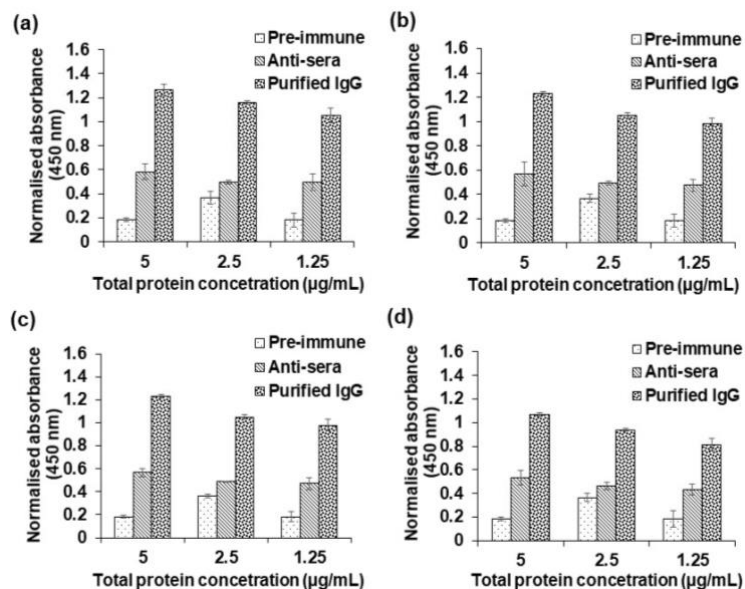 (a)
Normalised absorbance
(450 nm)
1.6
1.4
1.2
1
0.8
0.6
0.4
0.2
0
Pre-immune
Anti-sera
Purified IgG
5 2.5 1.25
Total protein concetration (µg/mL)
(b)
Normalised absorbance
(450 nm)
1.6
1.4
1.2
1
0.8
0.6
0.4
0.2
0
Pre-immune
Anti-sera
Purified IgG
5 2.5 1.25
Total protein concetration (µg/mL)
(c)
Normalised absorbance
(450 nm)
1.6
1.4
1.2
1
0.8
0.6
0.4
0.2
0
Pre-immune
Anti-sera
Purified IgG
5 2.5 1.25
Total protein concetration (µg/mL)
(d)
Normalised absorbance
(450 nm)
1.6
1.4
1.2
1
0.8
0.6
0.4
0.2
0
Pre-immune
Anti-sera
Purified IgG
5 2.5 1.25
Total protein concetration (µg/mL)